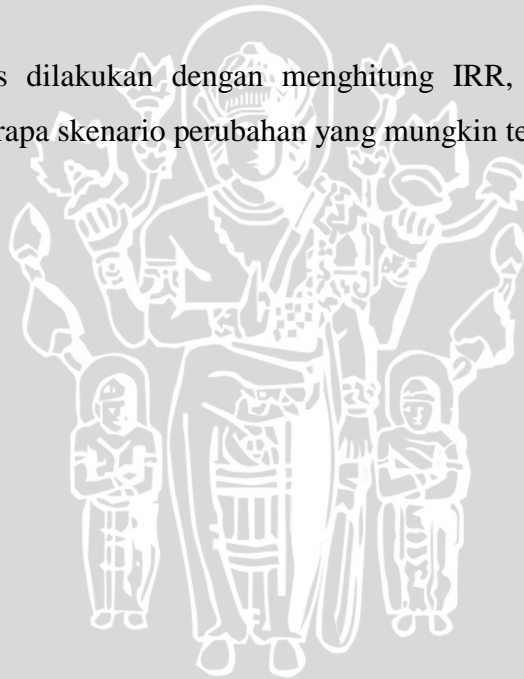 s dilakukan dengan menghitung IRR,
rapa skenario perubahan yang mungkin te